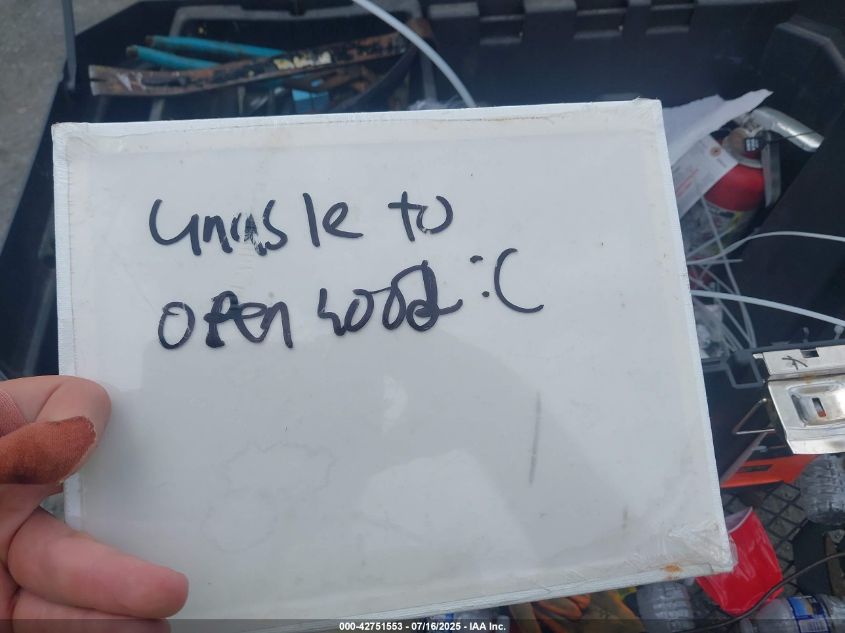 unable to
open hood :(
000-42751553 - 07/16/2025 - IAA Inc.